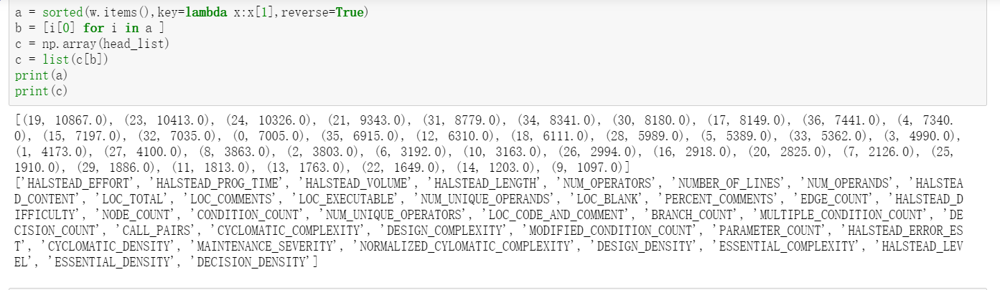 a = sorted(w.items(),key=lambda x:x[1],reverse=True)
b = [i[0] for i in a ]
c = np.array(head_list)
c = list(c[b])
print(a)
print(c)
[(19, 10867.0), (23, 10413.0), (24, 10326.0), (21, 9343.0), (31, 8779.0), (34, 8341.0), (30, 8180.0), (17, 8149.0), (36, 7441.0), (4, 7340.
0), (15, 7197.0), (32, 7035.0), (0, 7005.0), (35, 6915.0), (12, 6310.0), (18, 6111.0), (28, 5989.0), (5, 5389.0), (33, 5362.0), (3, 4990.0),
(1, 4173.0), (27, 4100.0), (8, 3863.0), (2, 3803.0), (6, 3192.0), (10, 3163.0), (26, 2994.0), (16, 2918.0), (20, 2825.0), (7, 2126.0), (25,
1910.0), (29, 1886.0), (11, 1813.0), (13, 1763.0), (22, 1649.0), (14, 1203.0), (9, 1097.0)]
['HALSTEAD_EFFORT', 'HALSTEAD_PROG_TIME', 'HALSTEAD_VOLUME', 'HALSTEAD_LENGTH', 'NUM_OPERATORS', 'NUMBER_OF_LINES', 'NUM_OPERANDS', 'HALSTEA
D_CONTENT', 'LOC_TOTAL', 'LOC_COMMENTS', 'LOC_EXECUTABLE', 'NUM_UNIQUE_OPERANDS', 'LOC_BLANK', 'PERCENT_COMMENTS', 'EDGE_COUNT', 'HALSTEAD_D
IFFICULTY', 'NODE_COUNT', 'CONDITION_COUNT', 'NUM_UNIQUE_OPERATORS', 'LOC_CODE_AND_COMMENT', 'BRANCH_COUNT', 'MULTIPLE_CONDITION_COUNT', 'DE
CISION_COUNT', 'CALL_PAIRS', 'CYCLOMATIC_COMPLEXITY', 'DESIGN_COMPLEXITY', 'MODIFIED_CONDITION_COUNT', 'PARAMETER_COUNT', 'HALSTEAD_ERROR_ES
T', 'CYCLOMATIC_DENSITY', 'MAINTENANCE_SEVERITY', 'NORMALIZED_CYLOMATIC_COMPLEXITY', 'DESIGN_DENSITY', 'ESSENTIAL_COMPLEXITY', 'HALSTEAD_LEV
EL', 'ESSENTIAL_DENSITY', 'DECISION_DENSITY']